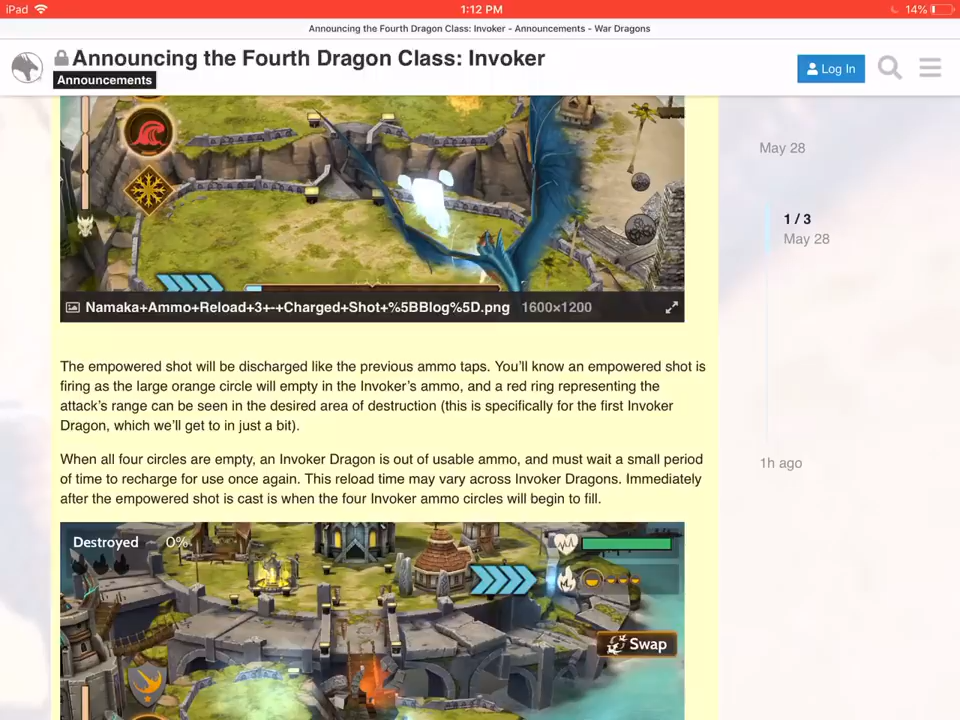 iPad
1:12 PM
14%
Announcing the Fourth Dragon Class: Invoker - Announcements - War Dragons
Announcing the Fourth Dragon Class: Invoker
Announcements
Log In
May 28
1 / 3
May 28
1h ago
Namaka+Ammo+Reload+3+-+Charged+Shot+%5BBlog%5D.png 1600×1200
The empowered shot will be discharged like the previous ammo taps. You’ll know an empowered shot is
firing as the large orange circle will empty in the Invoker’s ammo, and a red ring representing the
attack’s range can be seen in the desired area of destruction (this is specifically for the first Invoker
Dragon, which we’ll get to in just a bit).
When all four circles are empty, an Invoker Dragon is out of usable ammo, and must wait a small period
of time to recharge for use once again. This reload time may vary across Invoker Dragons. Immediately
after the empowered shot is cast is when the four Invoker ammo circles will begin to fill.
Destroyed 0%
Swap